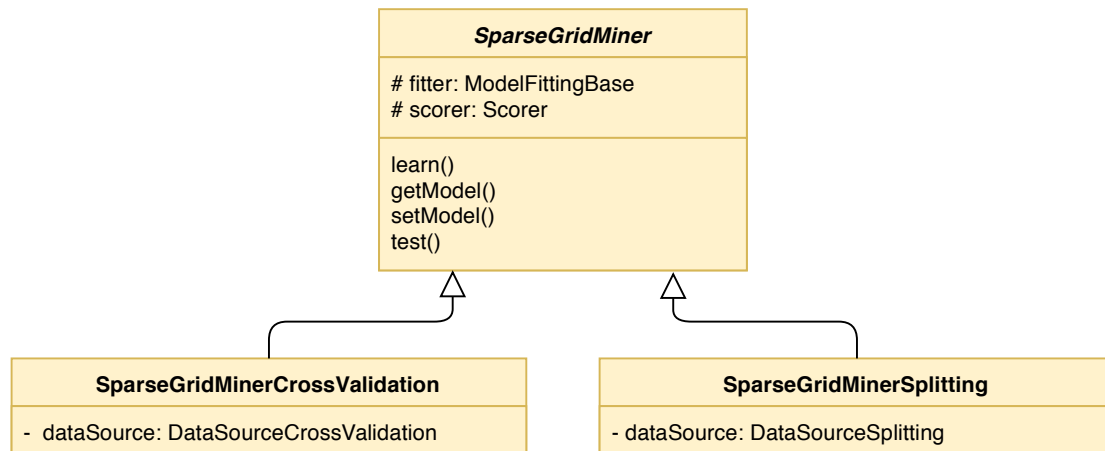 SparseGridMiner
# fitter: ModelFittingBase
# scorer: Scorer
learn()
getModel()
setModel()
test()
SparseGridMinerCrossValidation
- dataSource: DataSourceCrossValidation
SparseGridMinerSplitting
- dataSource: DataSourceSplitting